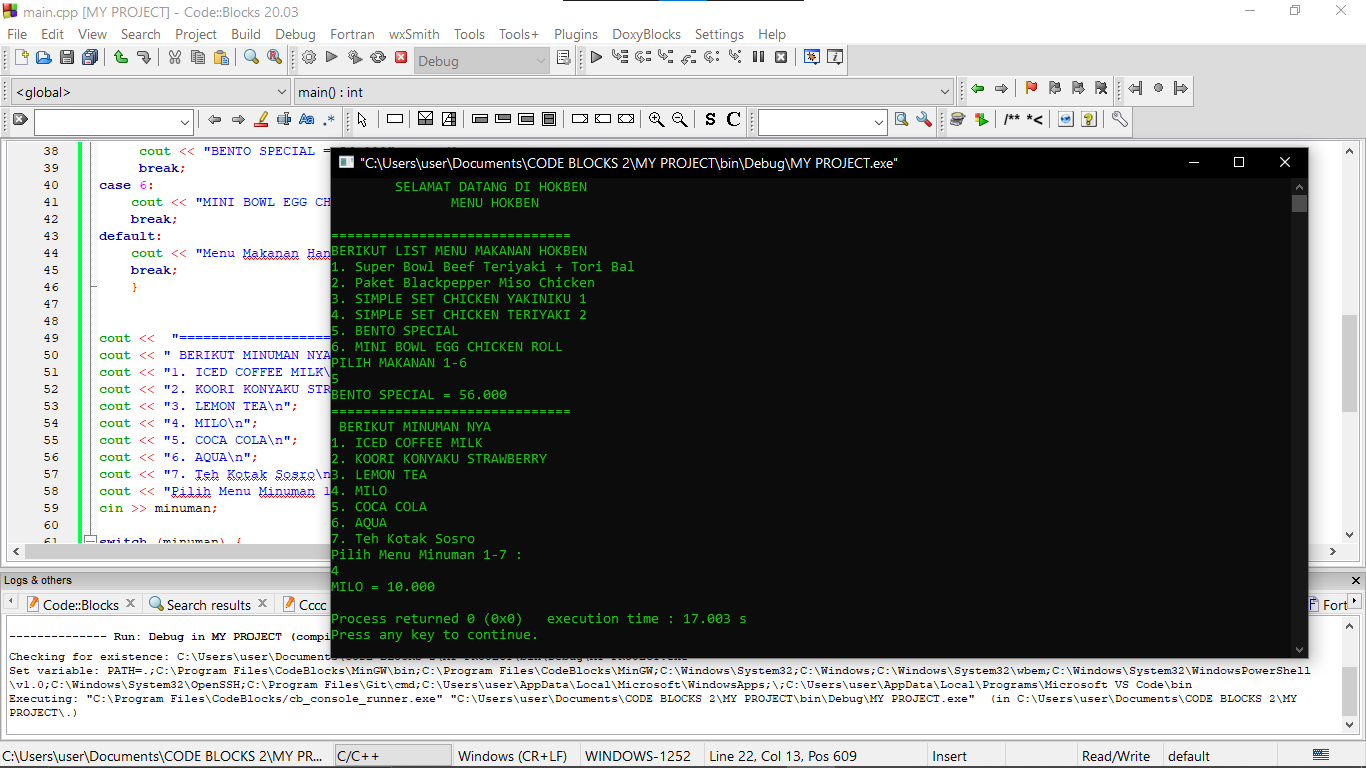 main.cpp [MY PROJECT] - Code::Blocks 20.03
File Edit View Search Project Build Debug Fortran wxSmith Tools Tools+ Plugins DoxyBlocks Settings Help
Debug
<global> main() : int
S C /** *<
38 cout << "BENTO SPECIAL =
39 break;
40 case 6:
41 cout << "MINI BOWL EGG CH
42 break;
43 default:
44 cout << "Menu Makanan Han
45 break;
46 }
47
48
49 cout << "===================
50 cout << " BERIKUT MINUMAN NYA
51 cout << "1. ICED COFFEE MILK\
52 cout << "2. KOORI KONYAKU STR
53 cout << "3. LEMON TEA\n";
54 cout << "4. MILO\n";
55 cout << "5. COCA COLA\n";
56 cout << "6. AQUA\n";
57 cout << "7. Teh Kotak Sosro\n
58 cout << "Pilih Menu Minuman 1
59 cin >> minuman;
60
61 switch (minuman) {
"C:\Users\user\Documents\CODE BLOCKS 2\MY PROJECT\bin\Debug\MY PROJECT.exe"
SELAMAT DATANG DI HOKBEN
MENU HOKBEN
==============================
BERIKUT LIST MENU MAKANAN HOKBEN
1. Super Bowl Beef Teriyaki + Tori Bal
2. Paket Blackpepper Miso Chicken
3. SIMPLE SET CHICKEN YAKINIKU 1
4. SIMPLE SET CHICKEN TERIYAKI 2
5. BENTO SPECIAL
6. MINI BOWL EGG CHICKEN ROLL
PILIH MAKANAN 1-6
5
BENTO SPECIAL = 56.000
==============================
BERIKUT MINUMAN NYA
1. ICED COFFEE MILK
2. KOORI KONYAKU STRAWBERRY
3. LEMON TEA
4. MILO
5. COCA COLA
6. AQUA
7. Teh Kotak Sosro
Pilih Menu Minuman 1-7 :
4
MILO = 10.000
Process returned 0 (0x0) execution time : 17.003 s
Press any key to continue.
Logs & others
Code::Blocks Search results Cccc Fort
-------------- Run: Debug in MY PROJECT (compi
Checking for existence: C:\Users\user\Documents\CODE BLOCKS 2\MY PROJECT\bin\Debug\MY PROJECT.exe
Set variable: PATH=.;C:\Program Files\CodeBlocks\MinGW\bin;C:\Program Files\CodeBlocks\MinGW;C:\Windows\System32;C:\Windows;C:\Windows\System32\wbem;C:\Windows\System32\WindowsPowerShell
\v1.0;C:\Windows\System32\OpenSSH;C:\Program Files\Git\cmd;C:\Users\user\AppData\Local\Microsoft\WindowsApps;\;C:\Users\user\AppData\Local\Programs\Microsoft VS Code\bin
Executing: "C:\Program Files\CodeBlocks/cb_console_runner.exe" "C:\Users\user\Documents\CODE BLOCKS 2\MY PROJECT\bin\Debug\MY PROJECT.exe" (in C:\Users\user\Documents\CODE BLOCKS 2\MY
PROJECT\.)
C:\Users\user\Documents\CODE BLOCKS 2\MY PR... C/C++ Windows (CR+LF) WINDOWS-1252 Line 22, Col 13, Pos 609 Insert Read/Write default